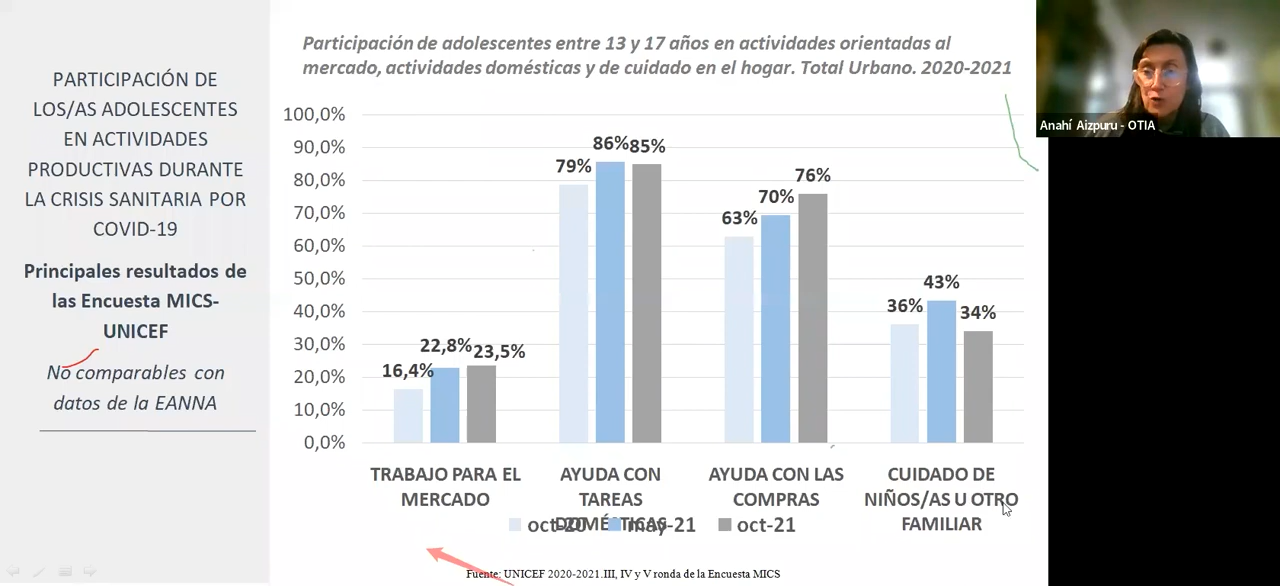 PARTICIPACIÓN DE
LOS/AS ADOLESCENTES
EN ACTIVIDADES
PRODUCTIVAS DURANTE
LA CRISIS SANITARIA POR
COVID-19
Principales resultados de
las Encuesta MICS-
UNICEF
No comparables con
datos de la EANNA
Participación de adolescentes entre 13 y 17 años en actividades orientadas al
mercado, actividades domésticas y de cuidado en el hogar. Total Urbano. 2020-2021
100,0%
90,0%
80,0%
70,0%
60,0%
50,0%
40,0%
30,0%
20,0%
10,0%
0,0%
16,4% 22,8% 23,5%
79% 86% 85%
63% 70% 76%
36% 43% 34%
TRABAJO PARA EL
MERCADO
AYUDA CON
TAREAS
DOMÉSTICAS
AYUDA CON LAS
COMPRAS
CUIDADO DE
NIÑOS/AS U OTRO
FAMILIAR
oct-20 may-21 oct-21
Fuente: UNICEF 2020-2021.III, IV y V ronda de la Encuesta MICS
Anahí Aizpuru - OTIA